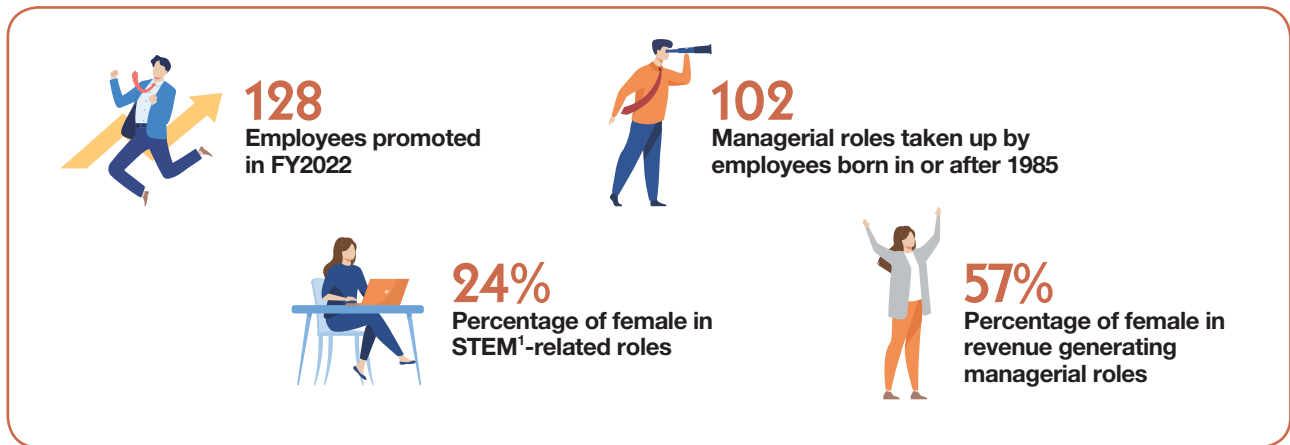 128
Employees promoted
in FY2022
102
Managerial roles taken up by
employees born in or after 1985
24%
Percentage of female in
STEM¹-related roles
57%
Percentage of female in
revenue generating
managerial roles